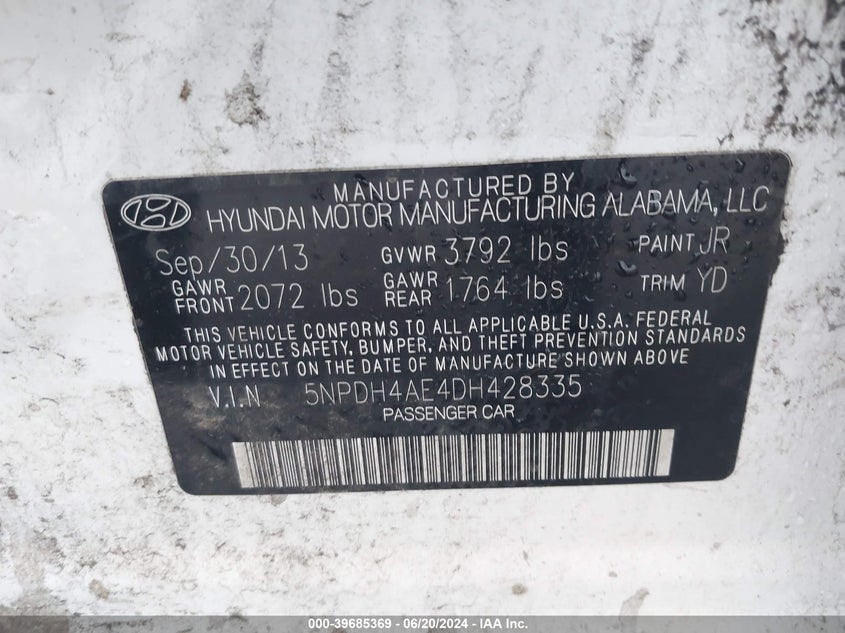 MANUFACTURED BY
HYUNDAI MOTOR MANUFACTURING ALABAMA, LLC
Sep/30/13 GVWR 3792 lbs PAINT JR
GAWR FRONT 2072 lbs GAWR REAR 1764 lbs TRIM YD
THIS VEHICLE CONFORMS TO ALL APPLICABLE U.S.A. FEDERAL
MOTOR VEHICLE SAFETY, BUMPER, AND THEFT PREVENTION STANDARDS
IN EFFECT ON THE DATE OF MANUFACTURE SHOWN ABOVE
V.I.N 5NPDH4AE4DH428335
PASSENGER CAR
000-39685369 - 06/20/2024 - IAA Inc.